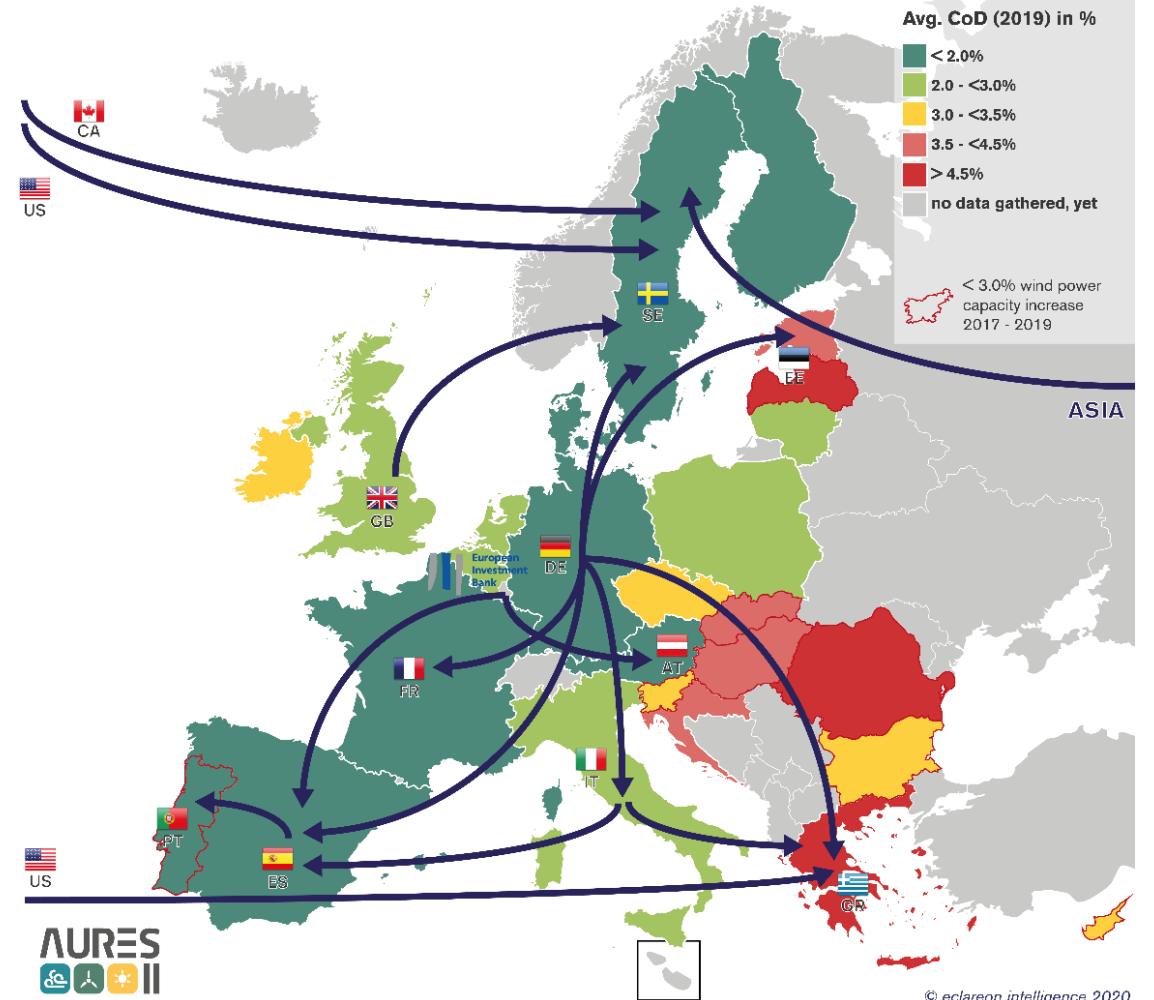 Avg. CoD (2019) in %
< 2.0%
2.0 - <3.0%
3.0 - <3.5%
3.5 - <4.5%
> 4.5%
no data gathered, yet
< 3.0% wind power
capacity increase
2017 - 2019
CA
US
SE
EE
ASIA
GB
European
Investment
Bank
DE
AT
FR
IT
PT
ES
US
GR
AURES
II
© eclareon intelligence 2020